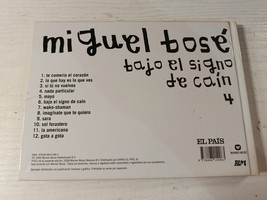 miguel bosé
bajo el signo
de caín
4
1. te comería el corazón
2. lo que hay es lo que ves
3. si tú no vuelves
4. nada particular
5. mayo
6. bajo el signo de caín
7. wako-shaman
8. imagínate que te quiero
9. sara
10. sol forastero
11. la americana
12. gota a gota
EL PAÍS